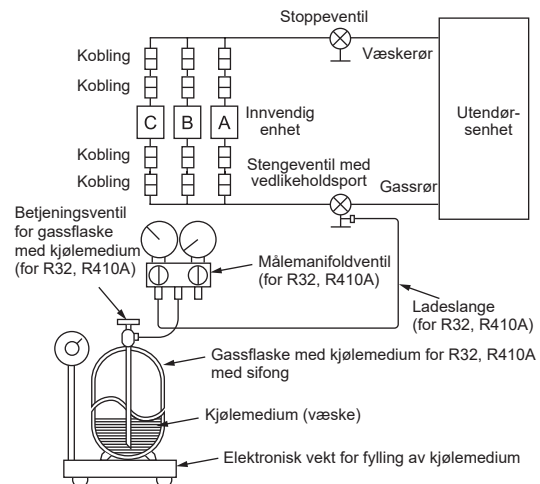 Stoppeventil
Kobling
Væskerør
Kobling
C
B
A
Innvendig
enhet
Utendør-
senhet
Kobling
Kobling
Stengeventil med
vedlikeholdsport
Gassrør
Betjeningsventil
for gassflaske
med kjølemedium
(for R32, R410A)
Målemanifoldventil
(for R32, R410A)
Ladeslange
(for R32, R410A)
Gassflaske med kjølemedium for R32, R410A
med sifong
Kjølemedium (væske)
Elektronisk vekt for fylling av kjølemedium